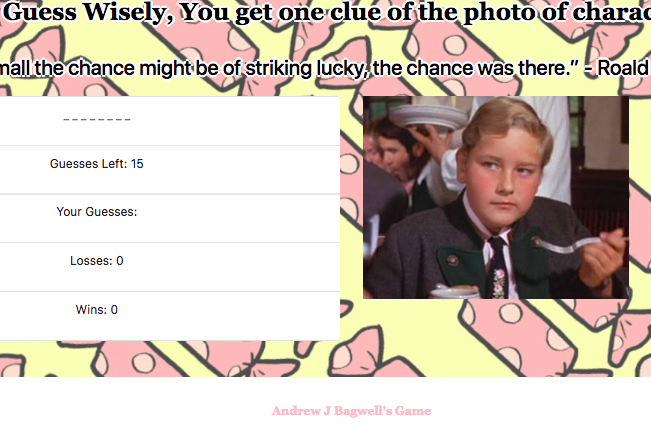 Guess Wisely, You get one clue of the photo of charac
mall the chance might be of striking lucky, the chance was there.” - Roald
_ _ _ _ _ _ _ _
Guesses Left: 15
Your Guesses:
Losses: 0
Wins: 0
Andrew J Bagwell's Game